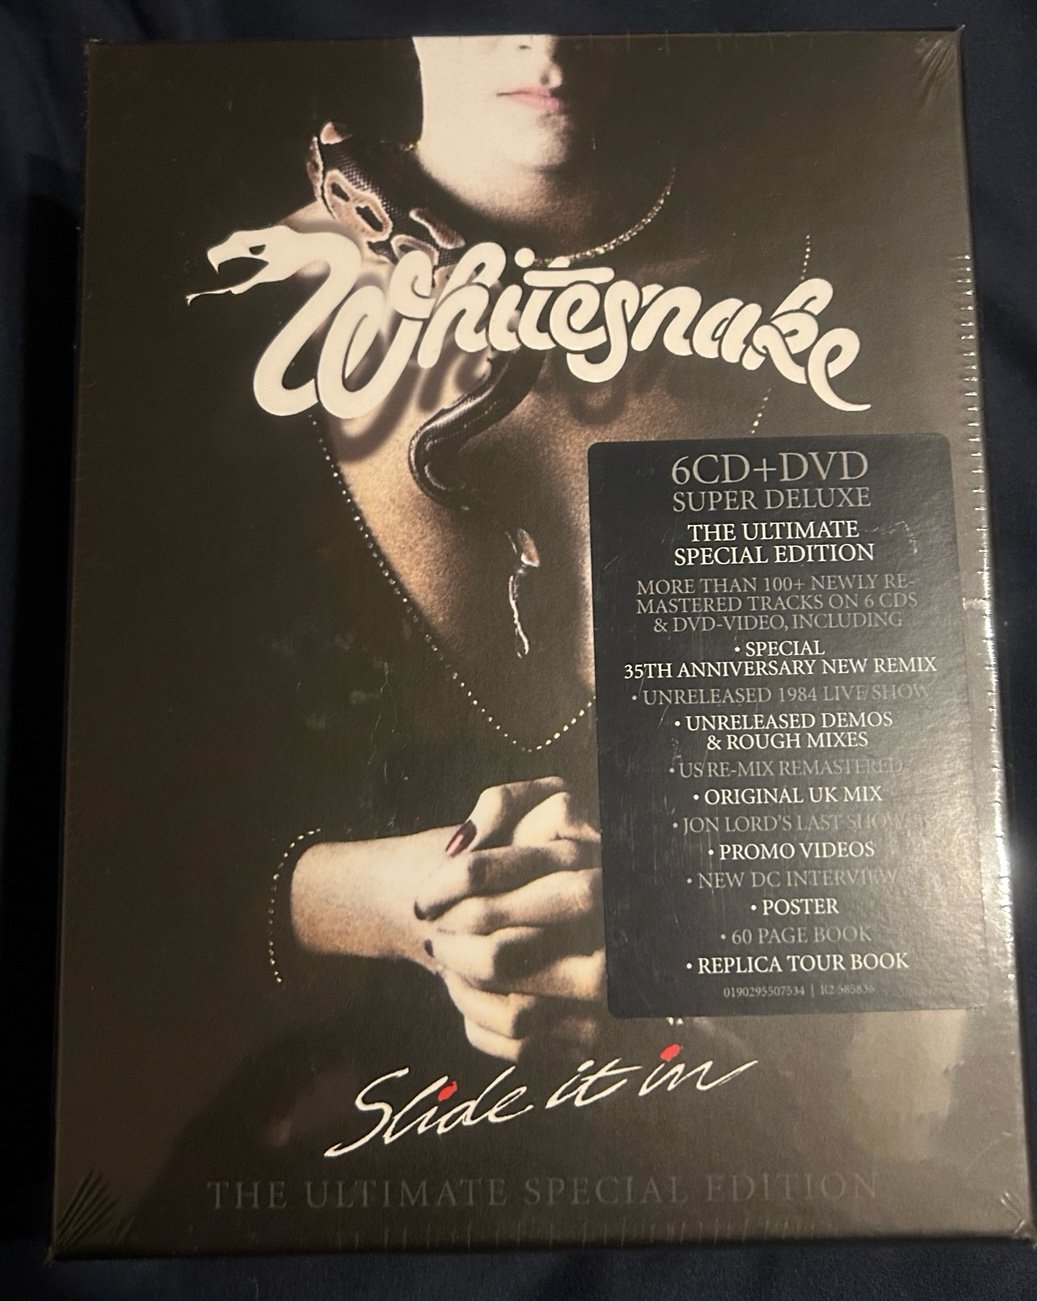 Whitesnake
6CD+DVD
SUPER DELUXE
THE ULTIMATE
SPECIAL EDITION
MORE THAN 100+ NEWLY RE-
MASTERED TRACKS ON 6 CDS
& DVD-VIDEO, INCLUDING
• SPECIAL
35TH ANNIVERSARY NEW REMIX
• UNRELEASED 1984 LIVE SHOW
• UNRELEASED DEMOS
& ROUGH MIXES
• US RE-MIX REMASTERED
• ORIGINAL UK MIX
• JON LORD'S LAST SHOW
• PROMO VIDEOS
• NEW DC INTERVIEW
• POSTER
• 60 PAGE BOOK
• REPLICA TOUR BOOK
0190295507534 | R2 585836
Slide it in
THE ULTIMATE SPECIAL EDITION